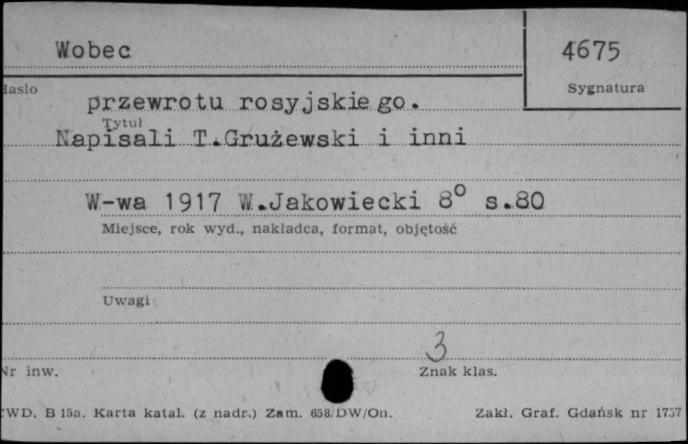 Wobec 4675
Hasło Sygnatura
przewrotu rosyjskiego.
Tytuł
Napisali T.Grużewski i inni
W-wa 1917 W.Jakowiecki 8° s.80
Miejsce, rok wyd., nakładca, format, objętość
Uwagi
3
Nr inw. Znak klas.
CWD. B 15a. Karta katal. (z nadr.) Zam. 658/DW/On. Zakł. Graf. Gdańsk nr 1757